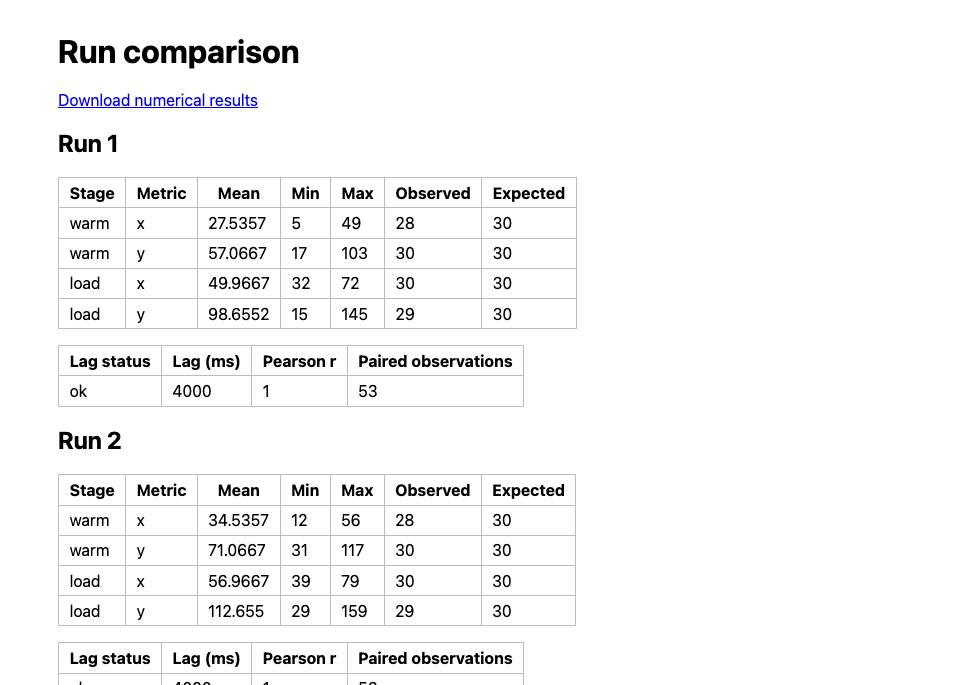 Run comparison
Download numerical results
Run 1
Stage Metric Mean Min Max Observed Expected
warm x 27.5357 5 49 28 30
warm y 57.0667 17 103 30 30
load x 49.9667 32 72 30 30
load y 98.6552 15 145 29 30
Lag status Lag (ms) Pearson r Paired observations
ok 4000 1 53
Run 2
Stage Metric Mean Min Max Observed Expected
warm x 34.5357 12 56 28 30
warm y 71.0667 31 117 30 30
load x 56.9667 39 79 30 30
load y 112.655 29 159 29 30
Lag status Lag (ms) Pearson r Paired observations